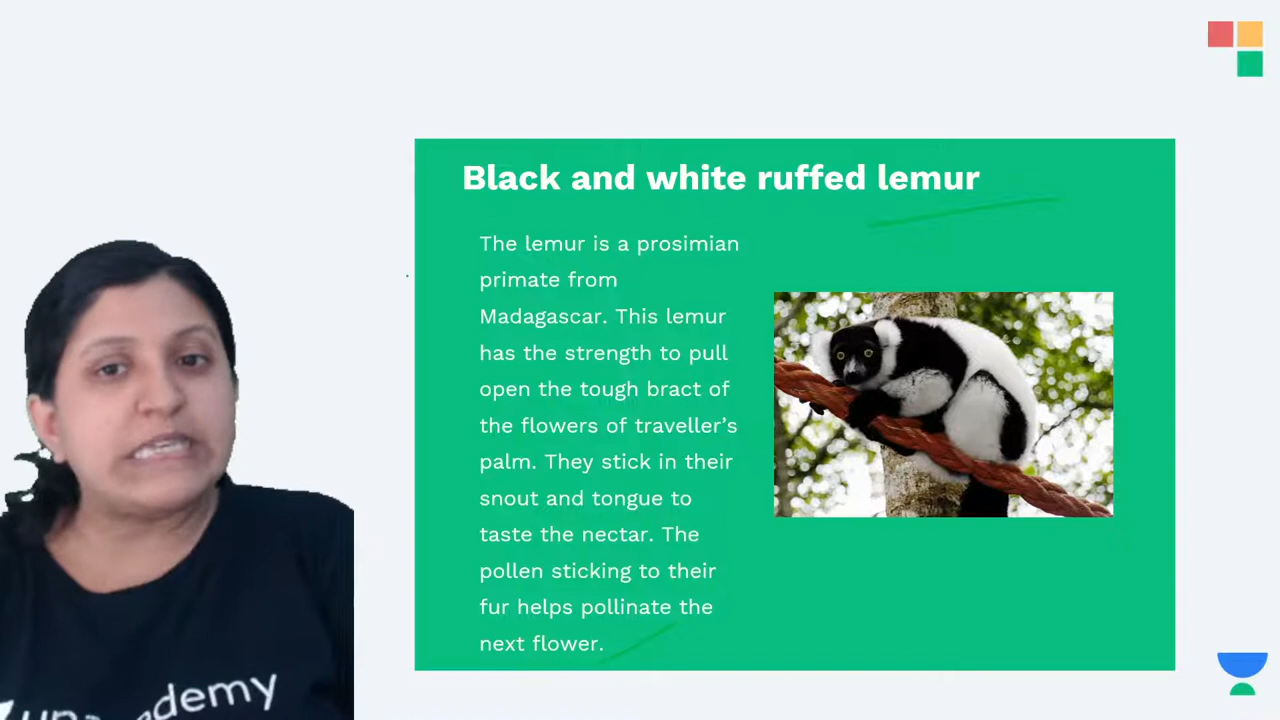 Black and white ruffed lemur
The lemur is a prosimian
primate from
Madagascar. This lemur
has the strength to pull
open the tough bract of
the flowers of traveller’s
palm. They stick in their
snout and tongue to
taste the nectar. The
pollen sticking to their
fur helps pollinate the
next flower.